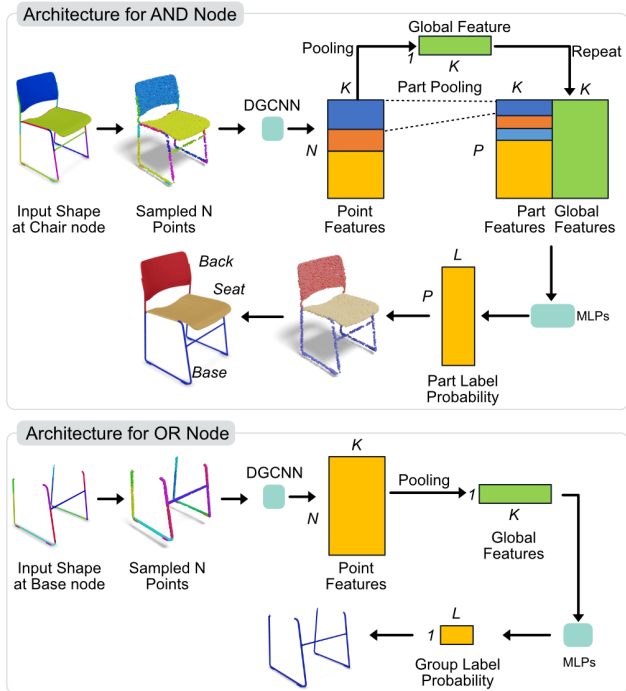 Architecture for AND Node
Global Feature
Pooling
1
K
Repeat
K
Part Pooling
K
K
DGCNN
N
P
Input Shape
at Chair node
Sampled N
Points
Point
Features
Part
Features
Global
Features
Back
Seat
Base
L
P
MLPs
Part Label
Probability
Architecture for OR Node
K
DGCNN
Pooling
N
1
K
Global
Features
Input Shape
at Base node
Sampled N
Points
Point
Features
L
1
MLPs
Group Label
Probability